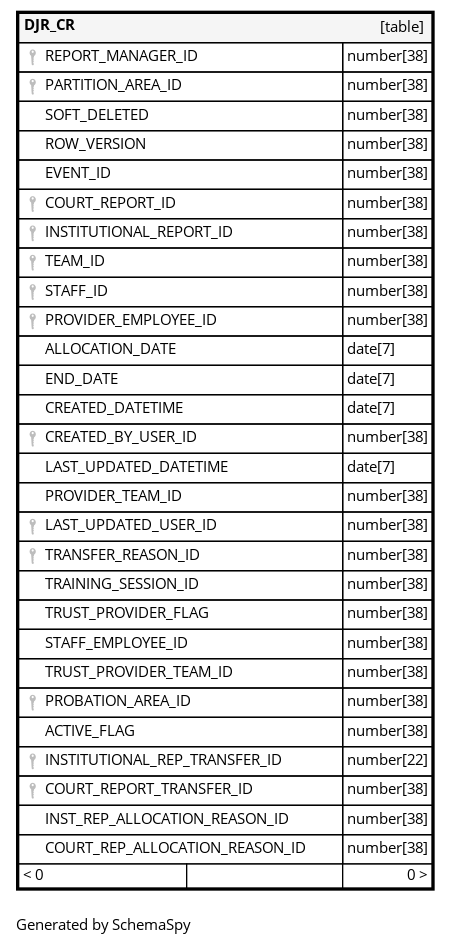 DJR_CR [table]
REPORT_MANAGER_ID number[38]
PARTITION_AREA_ID number[38]
SOFT_DELETED number[38]
ROW_VERSION number[38]
EVENT_ID number[38]
COURT_REPORT_ID number[38]
INSTITUTIONAL_REPORT_ID number[38]
TEAM_ID number[38]
STAFF_ID number[38]
PROVIDER_EMPLOYEE_ID number[38]
ALLOCATION_DATE date[7]
END_DATE date[7]
CREATED_DATETIME date[7]
CREATED_BY_USER_ID number[38]
LAST_UPDATED_DATETIME date[7]
PROVIDER_TEAM_ID number[38]
LAST_UPDATED_USER_ID number[38]
TRANSFER_REASON_ID number[38]
TRAINING_SESSION_ID number[38]
TRUST_PROVIDER_FLAG number[38]
STAFF_EMPLOYEE_ID number[38]
TRUST_PROVIDER_TEAM_ID number[38]
PROBATION_AREA_ID number[38]
ACTIVE_FLAG number[38]
INSTITUTIONAL_REP_TRANSFER_ID number[22]
COURT_REPORT_TRANSFER_ID number[38]
INST_REP_ALLOCATION_REASON_ID number[38]
COURT_REP_ALLOCATION_REASON_ID number[38]
< 0 0 >
Generated by SchemaSpy